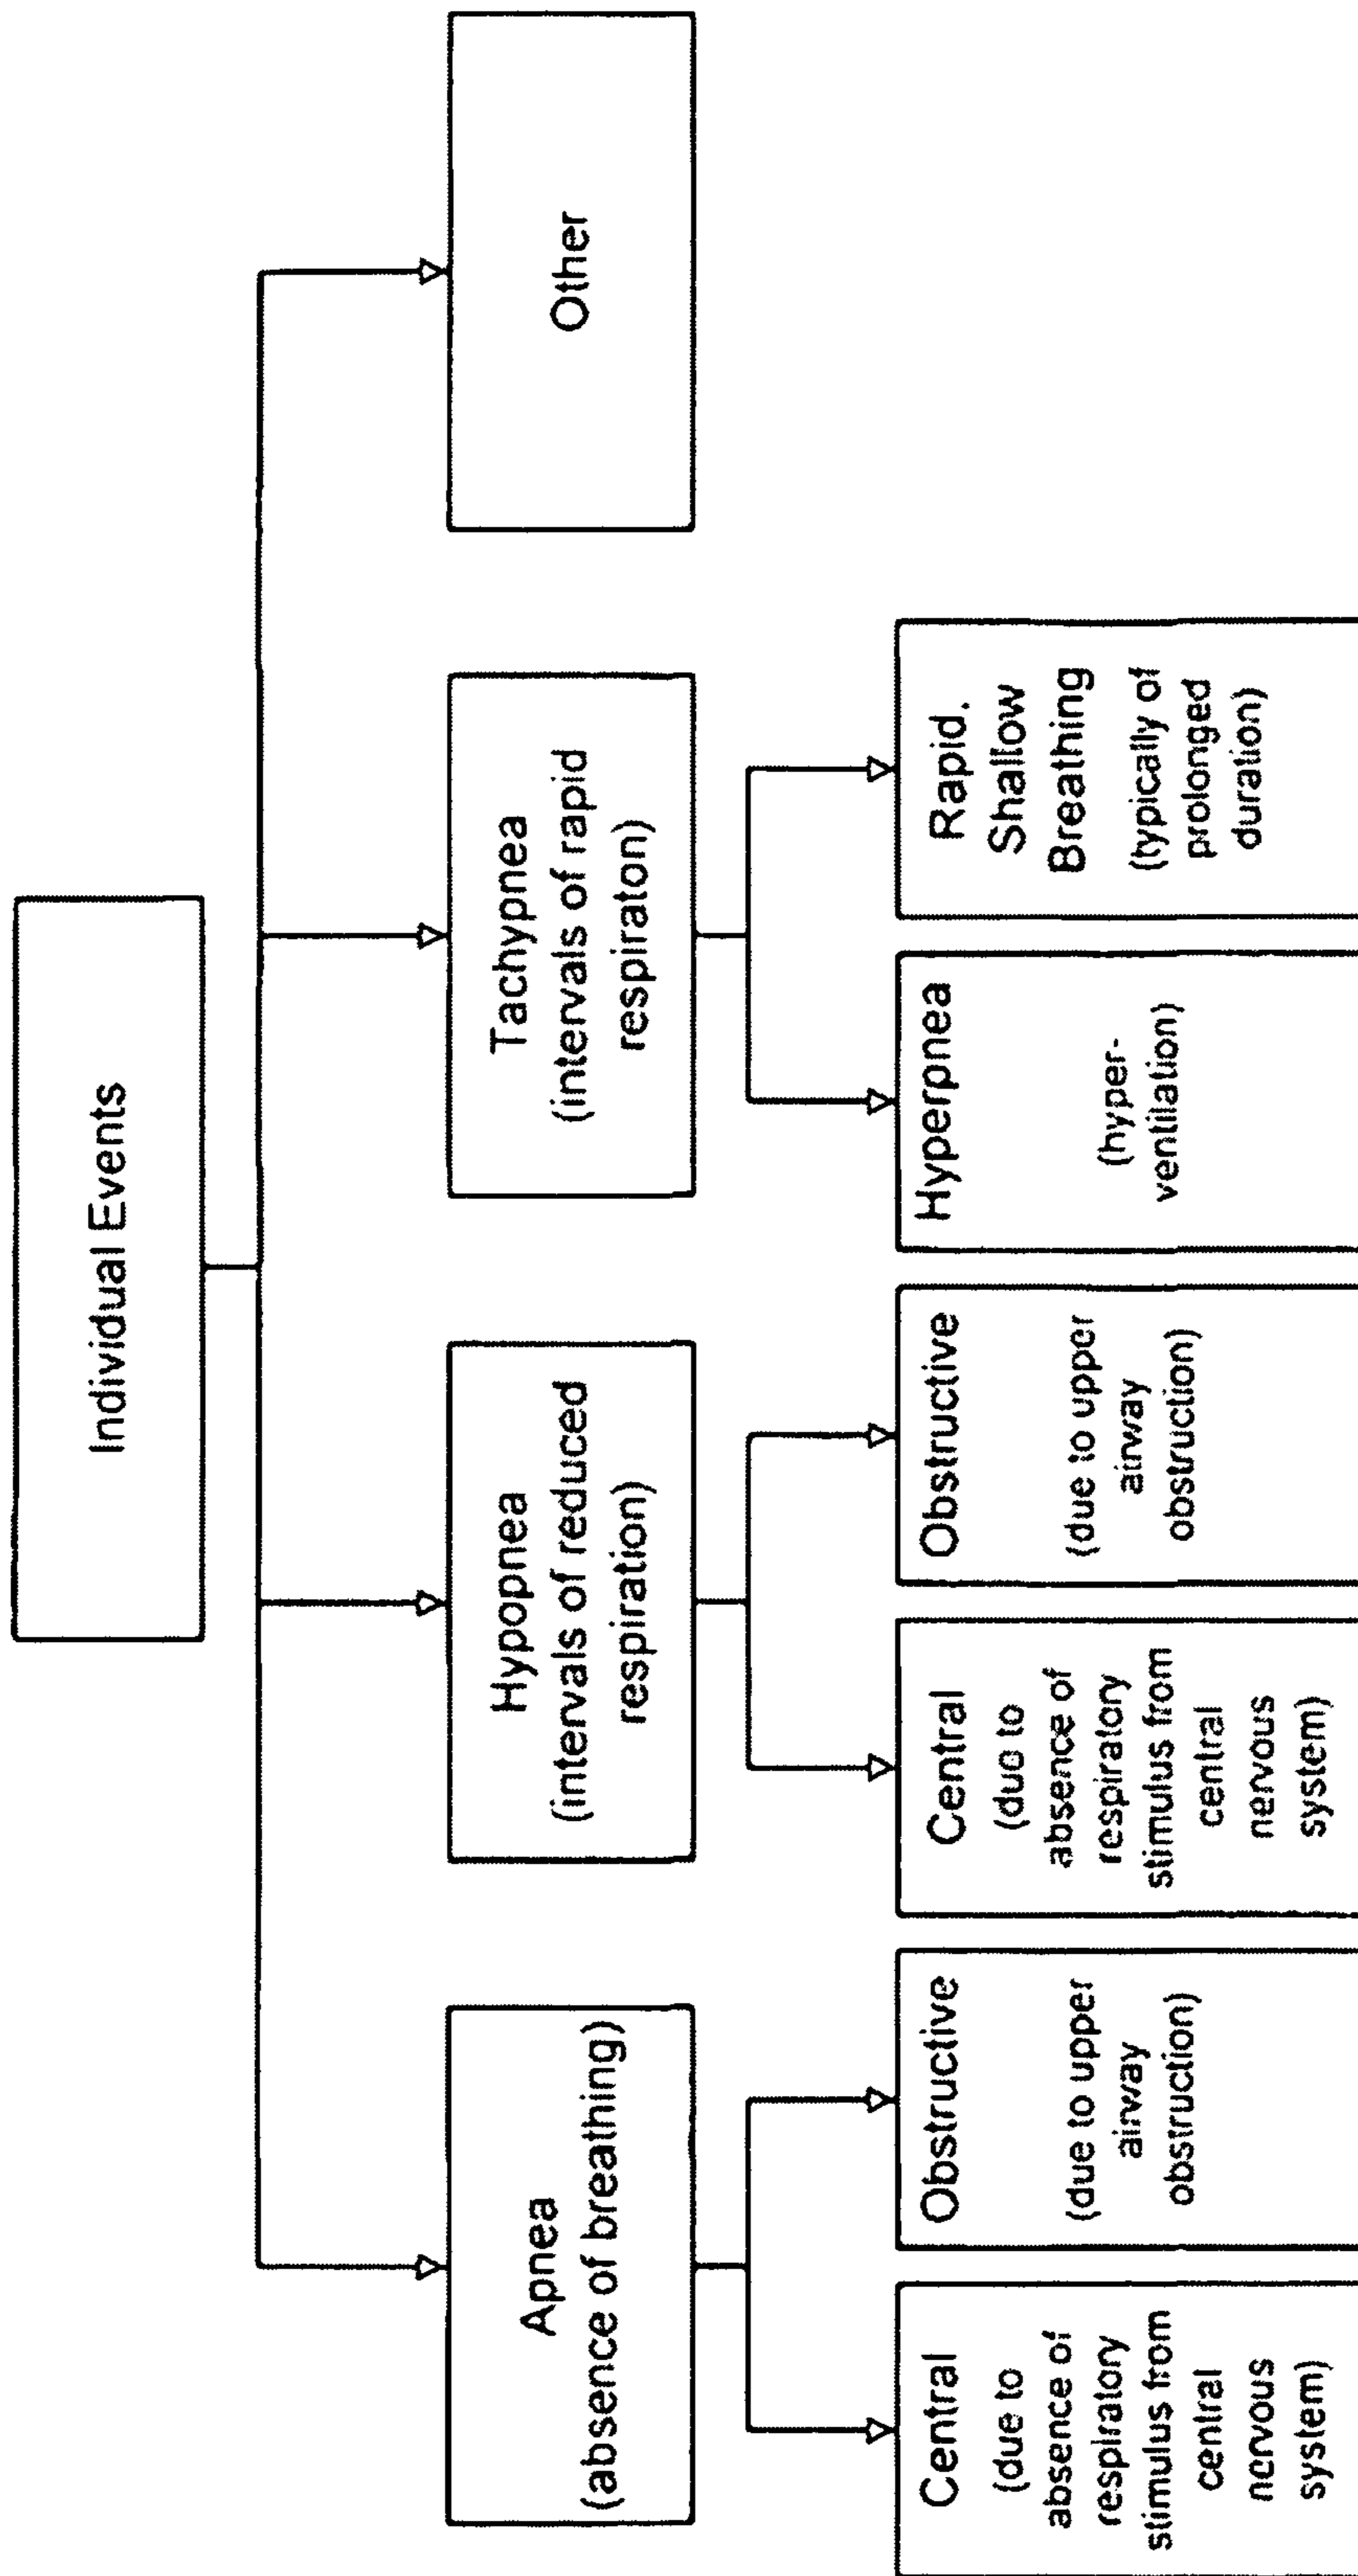 Individual Events
Apnea
(absence of breathing)
Hypopnea
(intervals of reduced
respiration)
Tachypnea
(intervals of rapid
respiraton)
Other
Central
(due to
absence of
respiratory
stimulus from
central
nervous
system)
Obstructive
(due to upper
airway
obstruction)
Central
(due to
absence of
respiratory
stimulus from
central
nervous
system)
Obstructive
(due to upper
airway
obstruction)
Hyperpnea
(hyper-
ventilation)
Rapid.
Shallow
Breathing
(typically of
prolonged
duration)